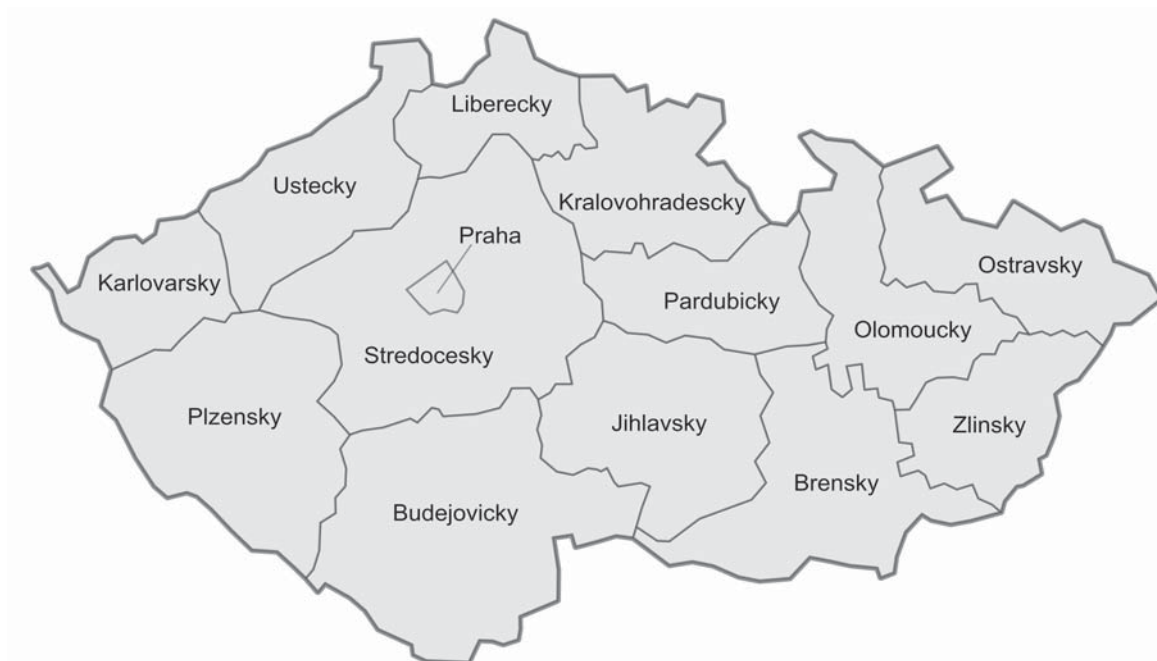 Liberecky
Ustecky
Kralovohradescky
Praha
Karlovarsky
Ostravsky
Pardubicky
Olomoucky
Stredocesky
Plzensky
Jihlavsky
Zlinsky
Brensky
Budejovicky